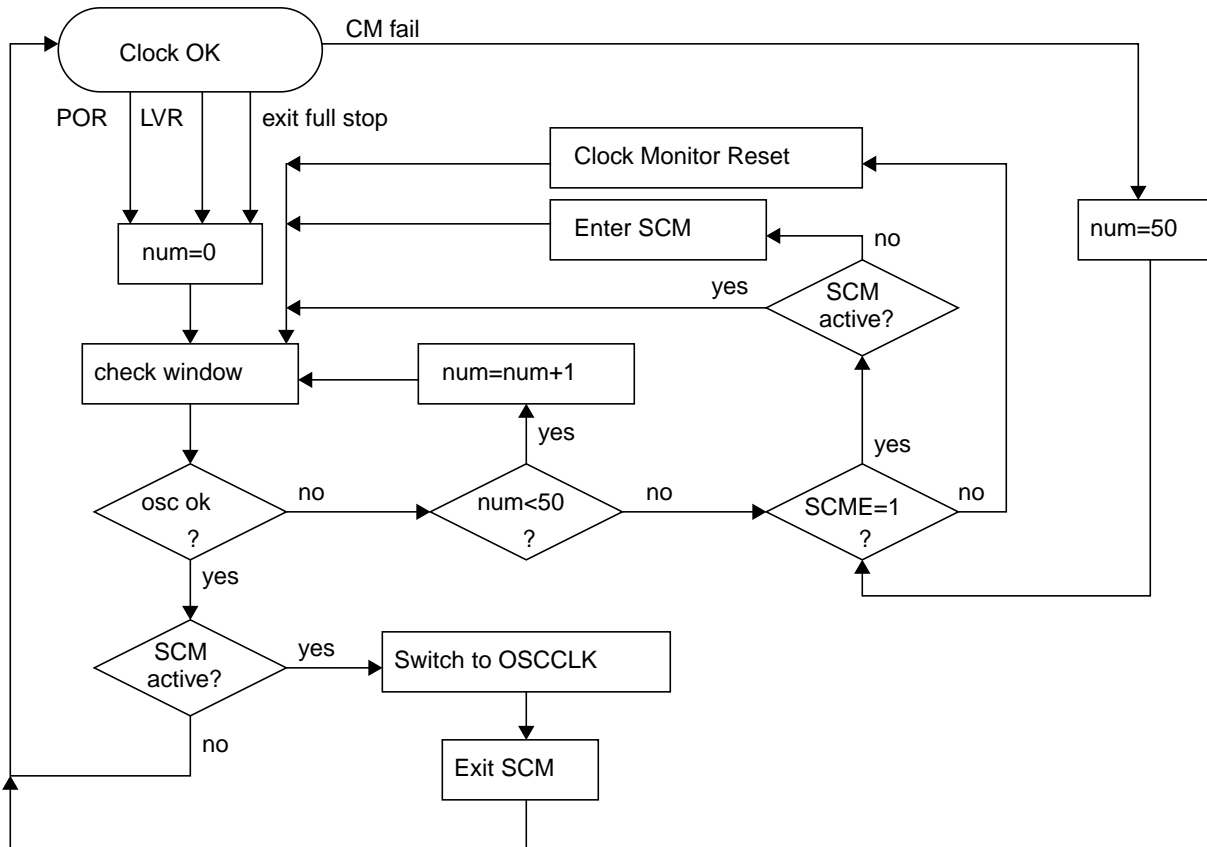 CM fail
Clock OK
POR
LVR
exit full stop
Clock Monitor Reset
num=0
Enter SCM
no
num=50
yes
SCM
active?
check window
num=num+1
yes
yes
osc ok
?
no
num<50
?
no
SCME=1
?
no
yes
SCM
active?
yes
Switch to OSCCLK
no
Exit SCM